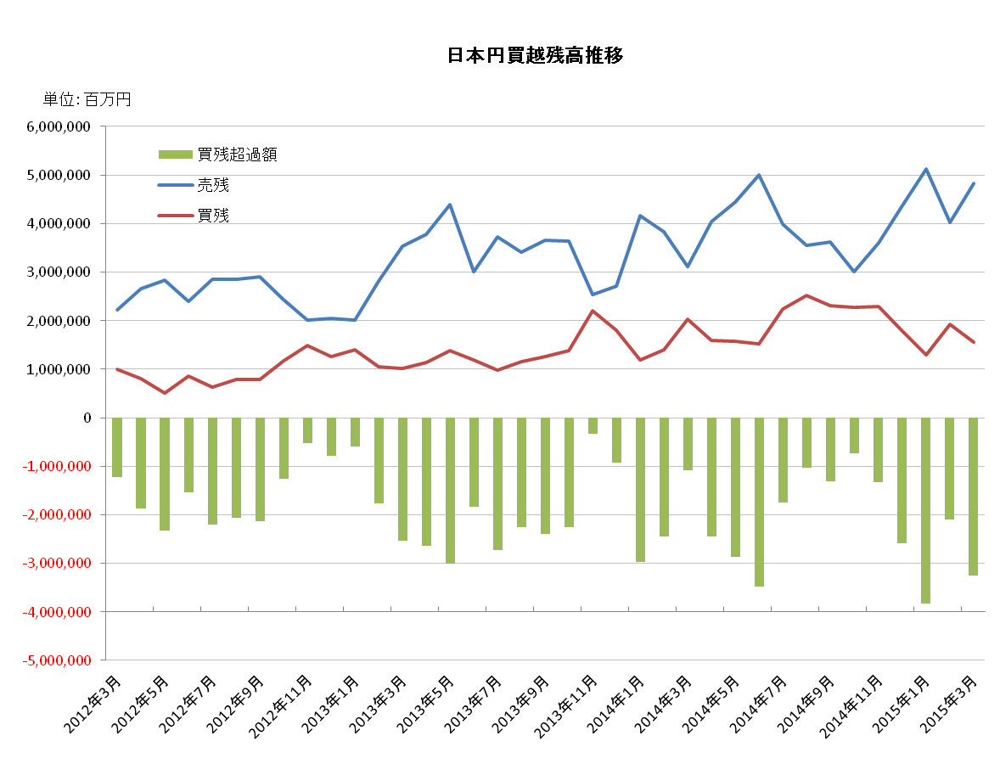 日本円買越残高推移
単位：百万円
6,000,000
5,000,000
4,000,000
3,000,000
2,000,000
1,000,000
0
-1,000,000
-2,000,000
-3,000,000
-4,000,000
-5,000,000
買残超過額
売残
買残
2012年3月
2012年5月
2012年7月
2012年9月
2012年11月
2013年1月
2013年3月
2013年5月
2013年7月
2013年9月
2013年11月
2014年1月
2014年3月
2014年5月
2014年7月
2014年9月
2014年11月
2015年1月
2015年3月